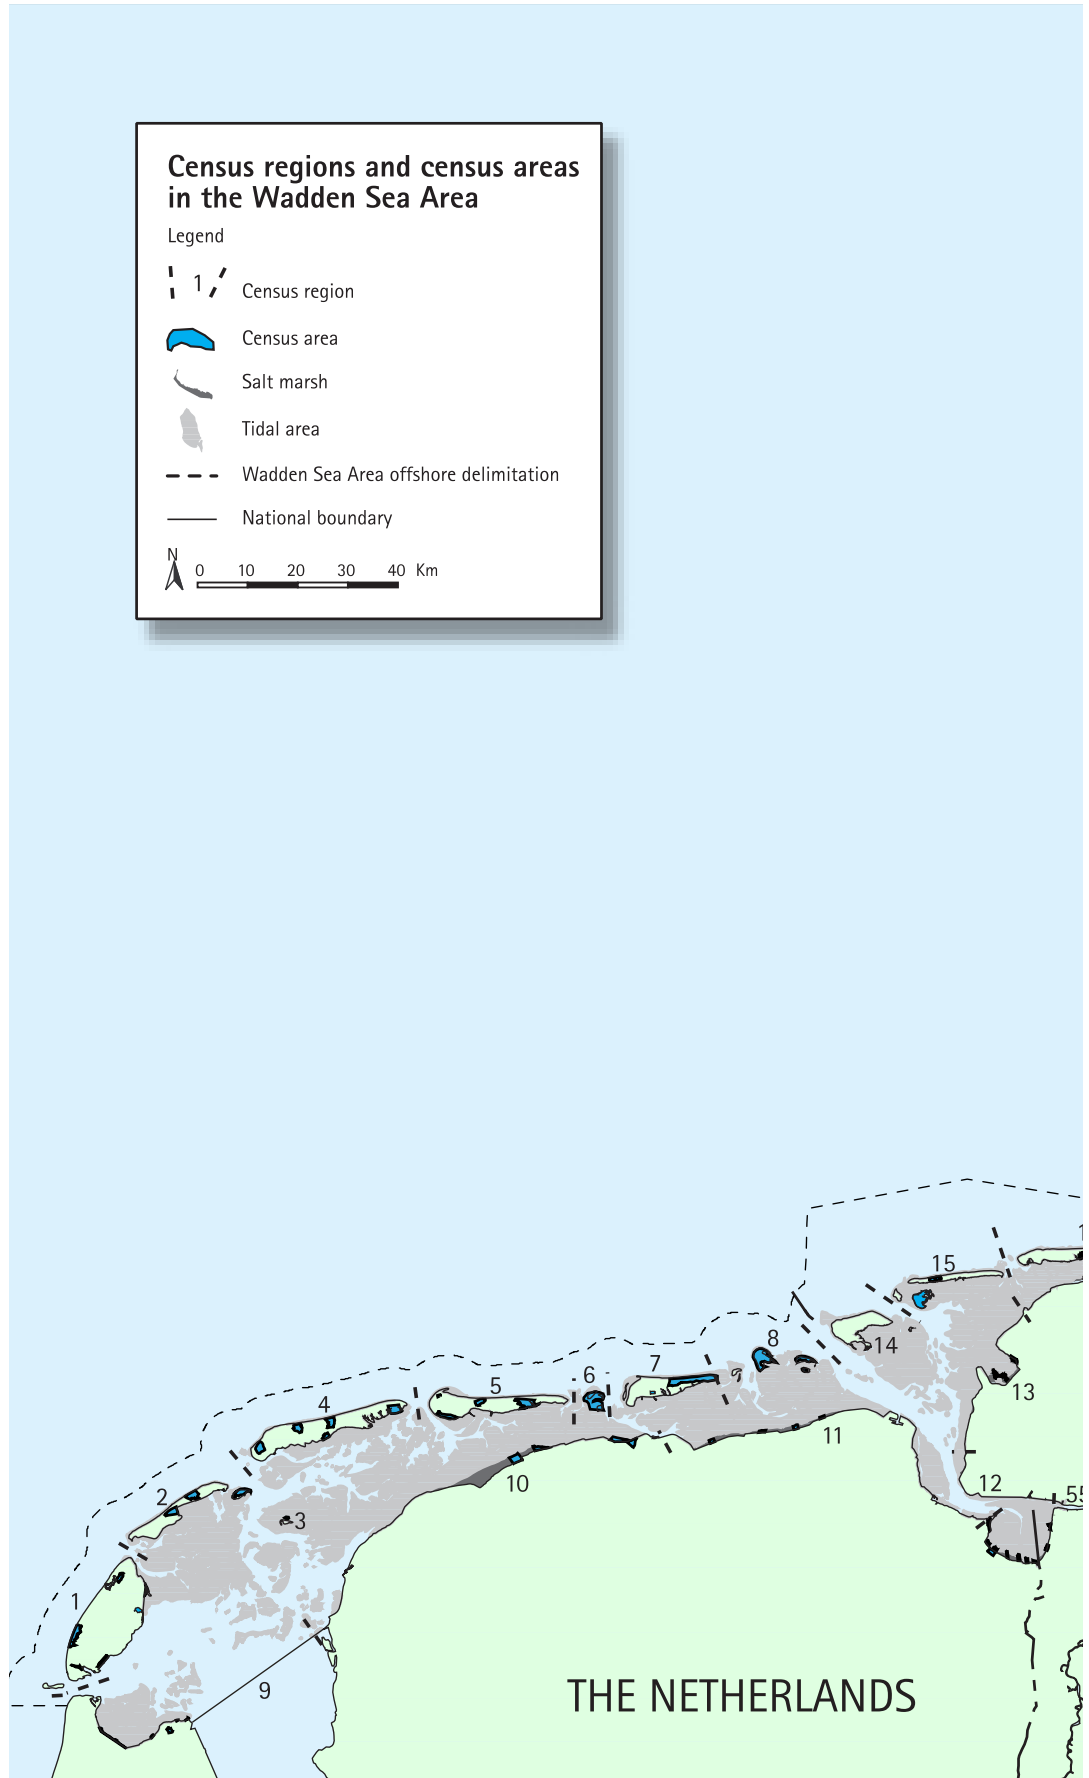 Census regions and census areas
in the Wadden Sea Area
Legend
1 Census region
Census area
Salt marsh
Tidal area
Wadden Sea Area offshore delimitation
National boundary
N
0 10 20 30 40 Km
15
14
8
7
6
5
13
4
11
10
12
55
2
3
1
9
THE NETHERLANDS